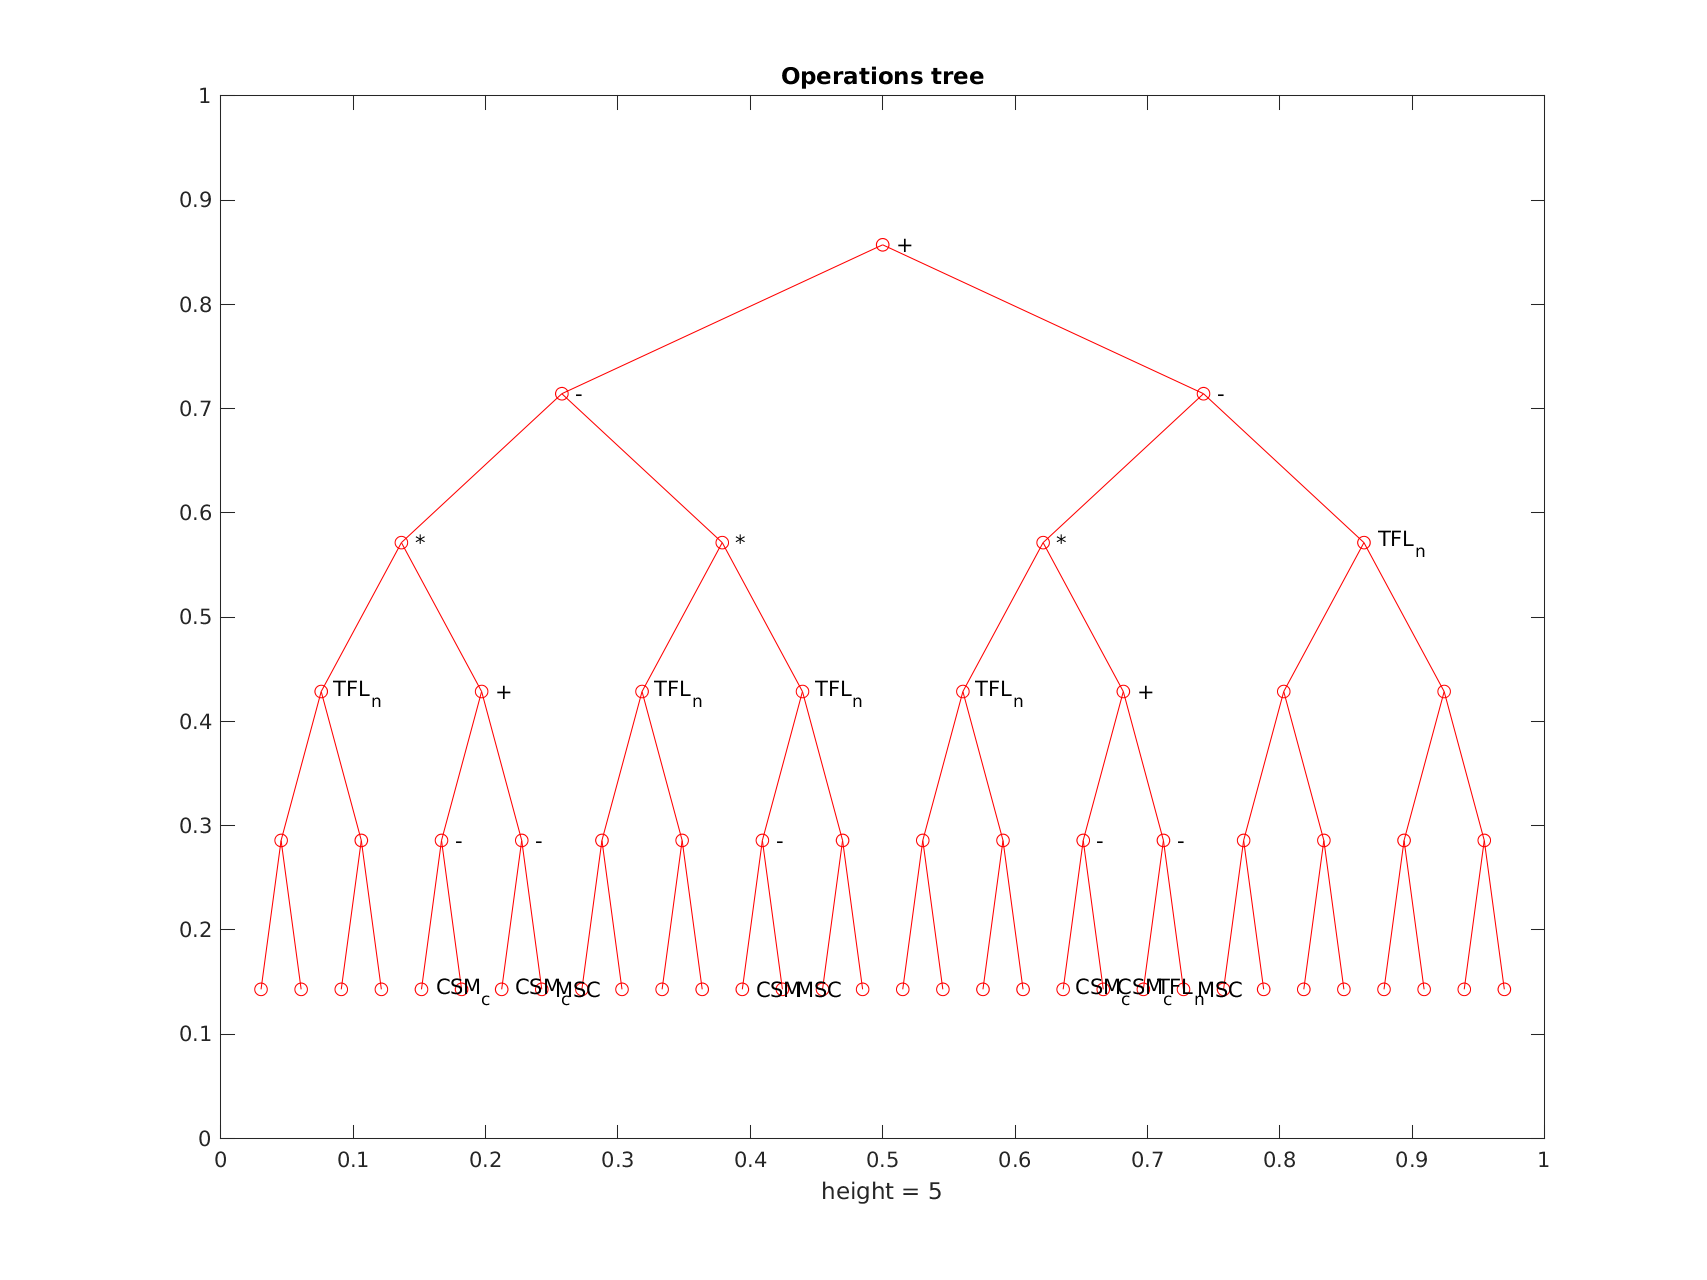 Operations tree
1
0.9
+
0.8
- -
0.7
0.6
* * * TFLn
0.5
TFLn + TFLn TFLn TFLn +
0.4
0.3
- - - - -
0.2
CSMc CSMc MSC CSM MSC CSMc CSMc TFLn MSC
0.1
0
0 0.1 0.2 0.3 0.4 0.5 0.6 0.7 0.8 0.9 1
height = 5